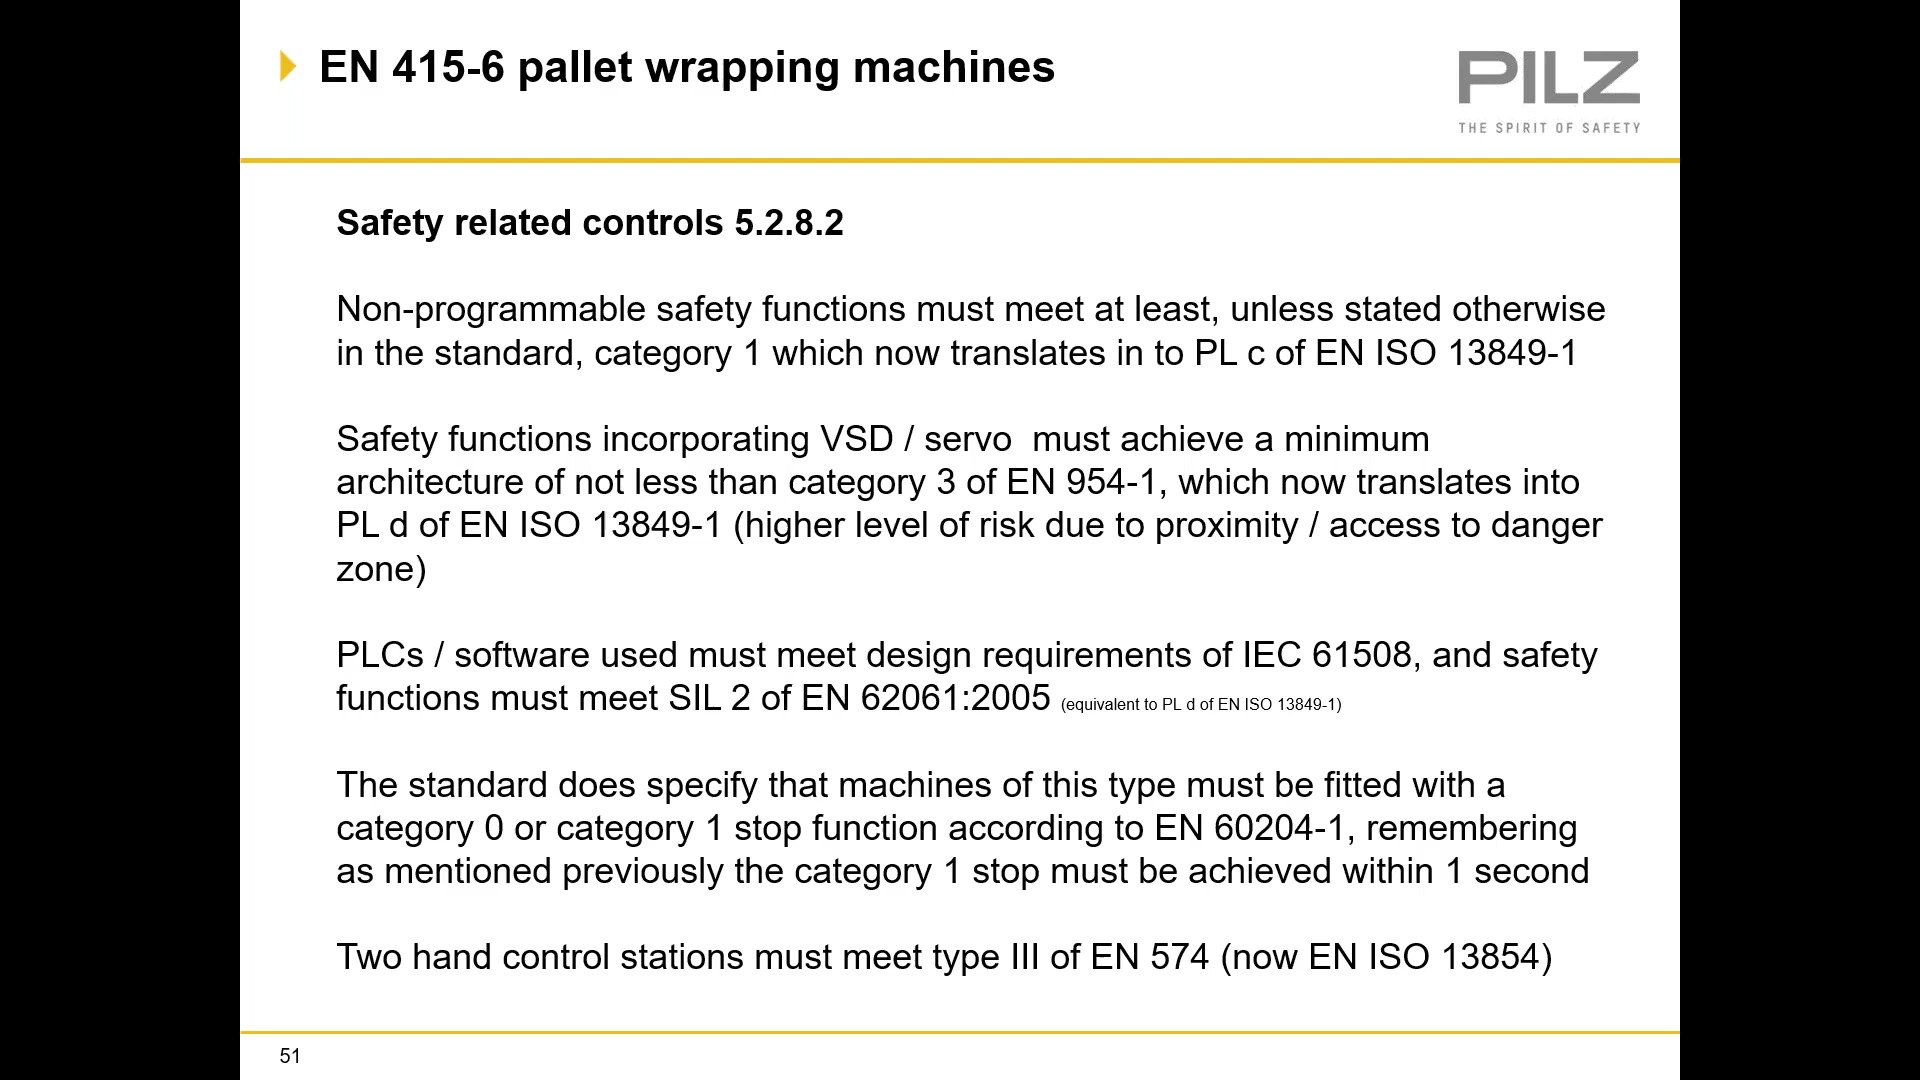 EN 415-6 pallet wrapping machines
PILZ
THE SPIRIT OF SAFETY
Safety related controls 5.2.8.2
Non-programmable safety functions must meet at least, unless stated otherwise
in the standard, category 1 which now translates in to PL c of EN ISO 13849-1
Safety functions incorporating VSD / servo  must achieve a minimum
architecture of not less than category 3 of EN 954-1, which now translates into
PL d of EN ISO 13849-1 (higher level of risk due to proximity / access to danger
zone)
PLCs / software used must meet design requirements of IEC 61508, and safety
functions must meet SIL 2 of EN 62061:2005 (equivalent to PL d of EN ISO 13849-1)
The standard does specify that machines of this type must be fitted with a
category 0 or category 1 stop function according to EN 60204-1, remembering
as mentioned previously the category 1 stop must be achieved within 1 second
Two hand control stations must meet type III of EN 574 (now EN ISO 13854)
51